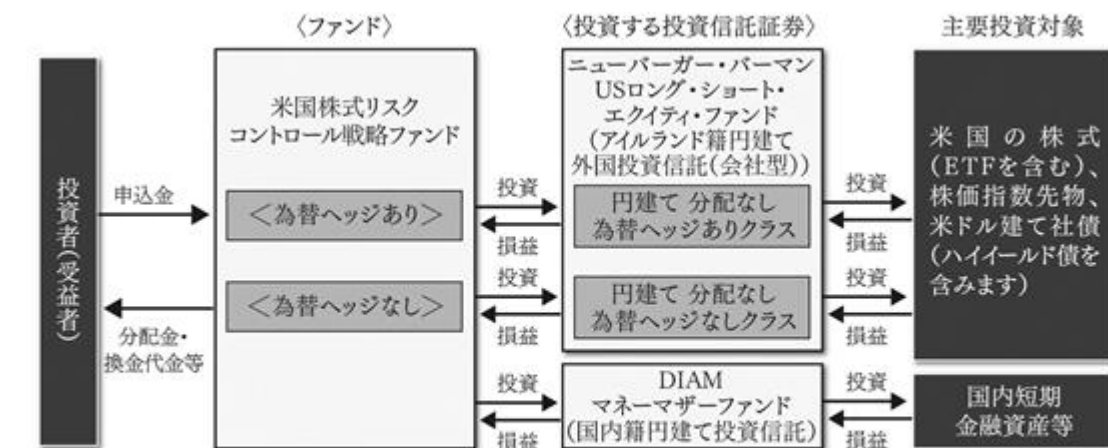 〈ファンド〉
〈投資する投資信託証券〉
主要投資対象
投資者(受益者)
申込金
分配金・
換金代金等
米国株式リスク
コントロール戦略ファンド
<為替ヘッジあり>
<為替ヘッジなし>
投資
損益
投資
損益
投資
損益
ニューバーガー・バーマン
USロング・ショート・
エクイティ・ファンド
(アイルランド籍円建て
外国投資信託(会社型))
円建て 分配なし
為替ヘッジありクラス
円建て 分配なし
為替ヘッジなしクラス
DIAM
マネーマザーファンド
(国内籍円建て投資信託)
投資
損益
投資
損益
投資
損益
米国の株式
(ETFを含む)、
株価指数先物、
米ドル建て社債
(ハイイールド債を
含みます)
国内短期
金融資産等